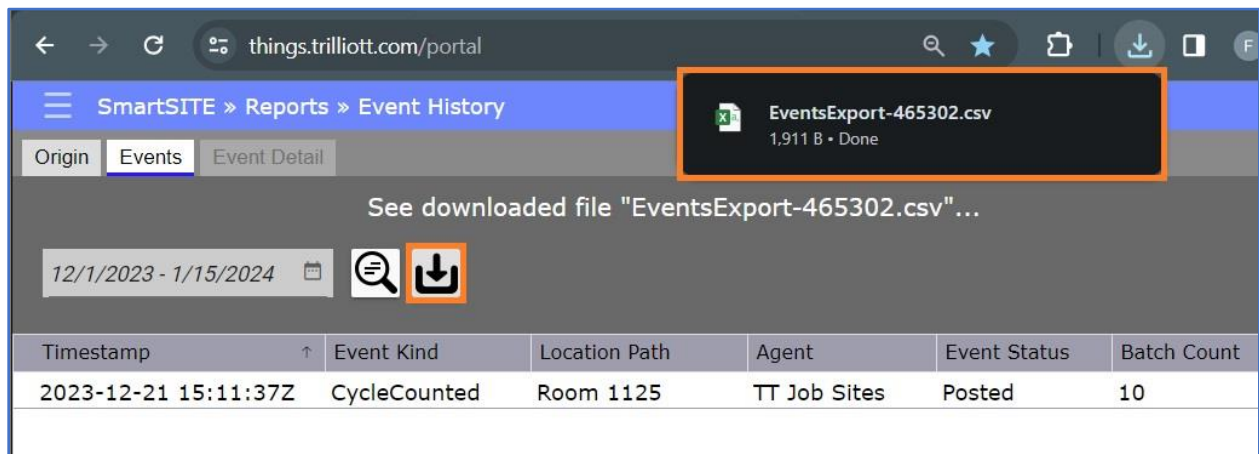 things.trilliott.com/portal
F
SmartSITE » Reports » Event History
EventsExport-465302.csv
1,911 B • Done
Origin Events Event Detail
See downloaded file "EventsExport-465302.csv"...
12/1/2023 - 1/15/2024
Timestamp ↑ Event Kind Location Path Agent Event Status Batch Count
2023-12-21 15:11:37Z CycleCounted Room 1125 TT Job Sites Posted 10